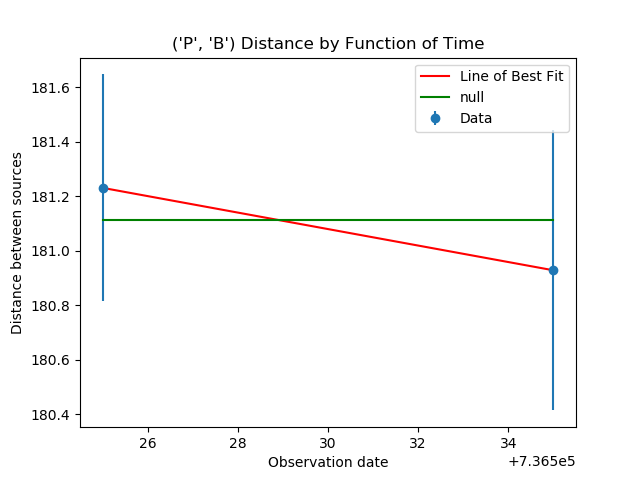 ('P', 'B') Distance by Function of Time
Line of Best Fit
null
Data
Distance between sources
181.6
181.4
181.2
181.0
180.8
180.6
180.4
26
28
30
32
34
+7.365e5
Observation date